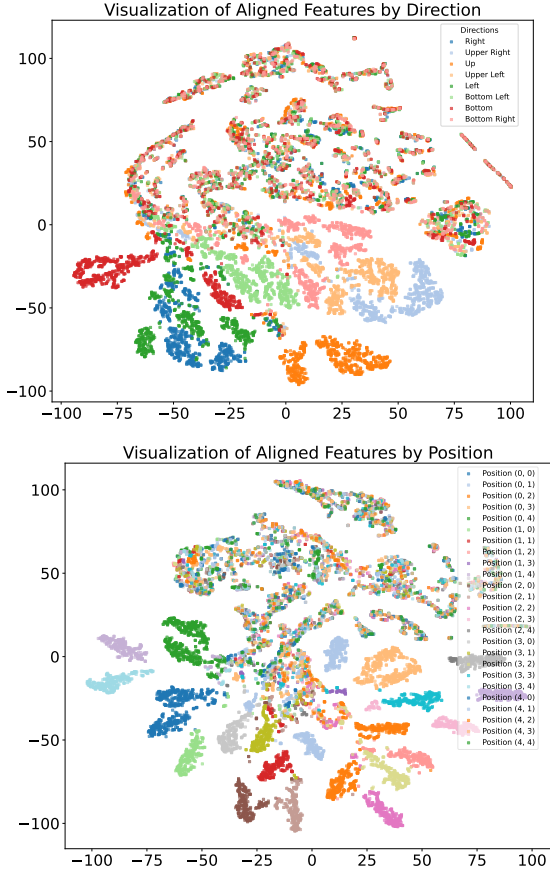 Visualization of Aligned Features by Direction
Directions
Right
Upper Right
Up
Upper Left
Left
Bottom Left
Bottom
Bottom Right
100
50
0
−50
−100
−100
−75
−50
−25
0
25
50
75
100
Visualization of Aligned Features by Position
Position (0, 0)
Position (0, 1)
Position (0, 2)
Position (0, 3)
Position (0, 4)
Position (1, 0)
Position (1, 1)
Position (1, 2)
Position (1, 3)
Position (1, 4)
Position (2, 0)
Position (2, 1)
Position (2, 2)
Position (2, 3)
Position (2, 4)
Position (3, 0)
Position (3, 1)
Position (3, 2)
Position (3, 3)
Position (3, 4)
Position (4, 0)
Position (4, 1)
Position (4, 2)
Position (4, 3)
Position (4, 4)
100
50
0
−50
−100
−100
−75
−50
−25
0
25
50
75
100